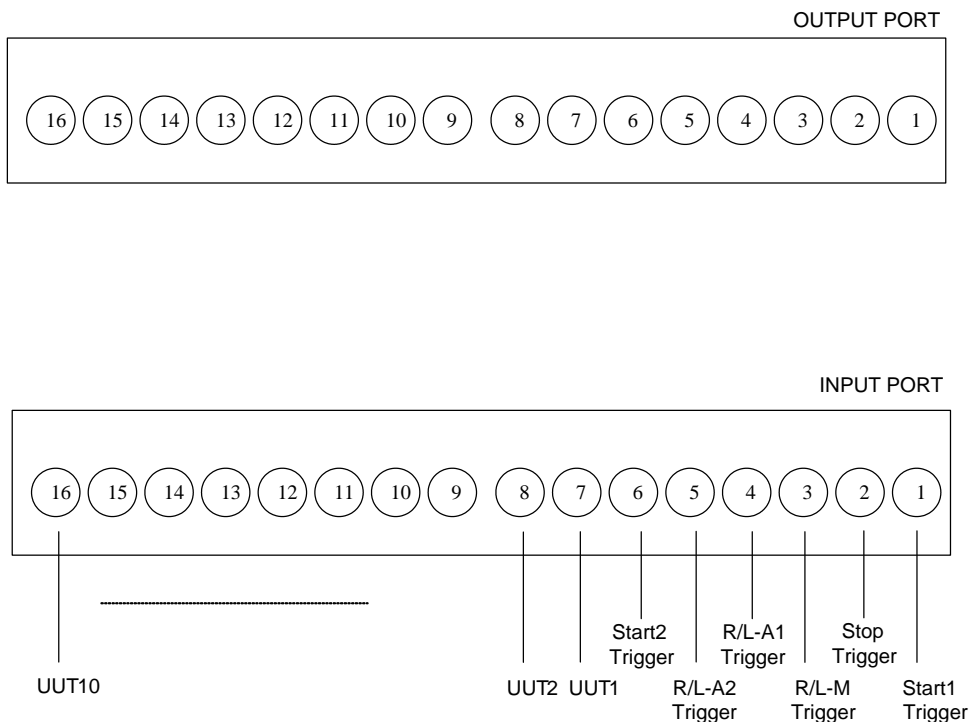 OUTPUT PORT
16 15 14 13 12 11 10 9 8 7 6 5 4 3 2 1
INPUT PORT
16 15 14 13 12 11 10 9 8 7 6 5 4 3 2 1
Start2 Trigger
R/L-A1 Trigger
Stop Trigger
UUT10
UUT2
UUT1
R/L-A2 Trigger
R/L-M Trigger
Start1 Trigger